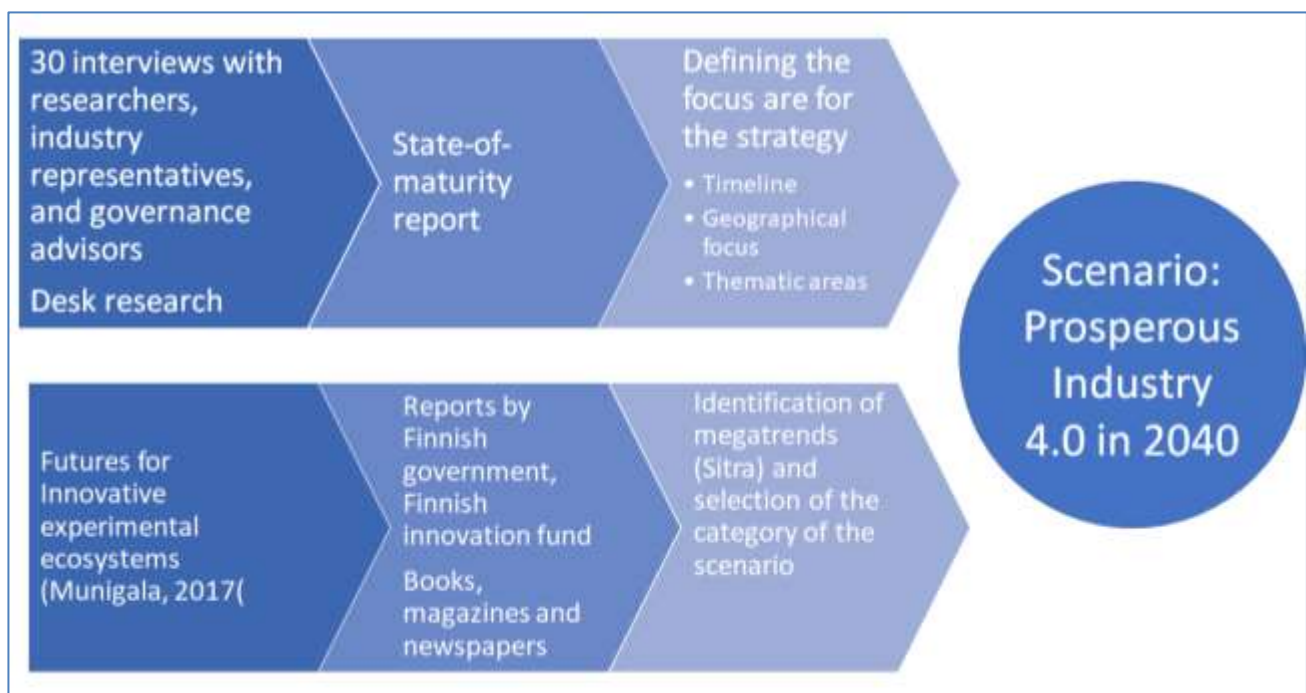 30 interviews with
researchers,
industry
representatives,
and governance
advisors
Desk research
State-of-
maturity
report
Defining the
focus are for
the strategy
• Timeline
• Geographical
focus
• Thematic areas
Futures for
Innovative
experimental
ecosystems
(Munigala, 2017(
Reports by
Finnish
government,
Finnish
innovation fund
Books,
magazines and
newspapers
Identification of
megatrends
(Sitra) and
selection of the
category of the
scenario
Scenario:
Prosperous
Industry
4.0 in 2040